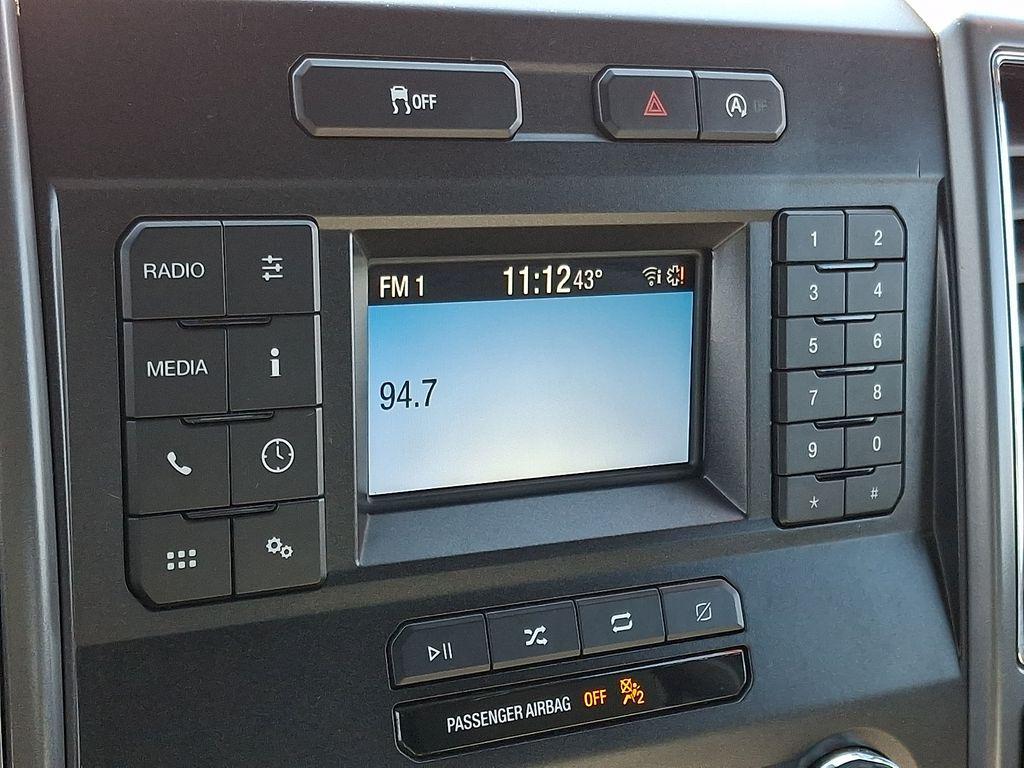 OFF
A OFF
RADIO
MEDIA
i
FM 1 11:12 43°
94.7
1 2
3 4
5 6
7 8
9 0
* #
PASSENGER AIRBAG OFF 2